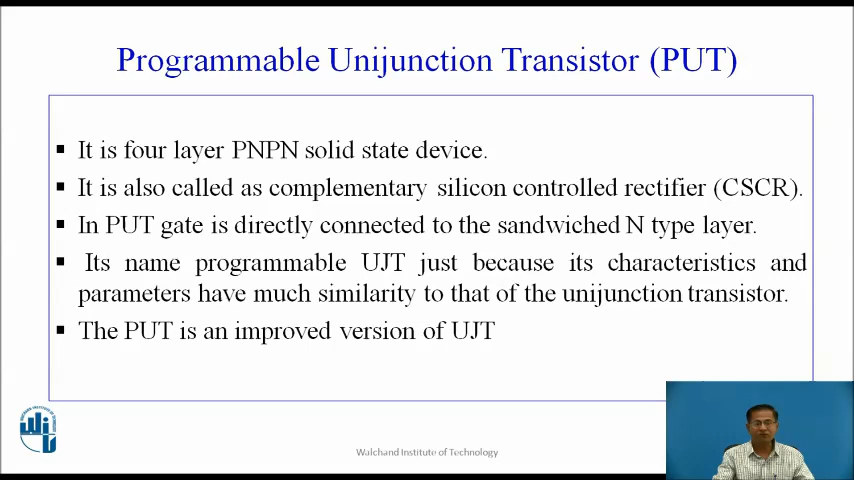 Programmable Unijunction Transistor (PUT)
▪ It is four layer PNPN solid state device.
▪ It is also called as complementary silicon controlled rectifier (CSCR).
▪ In PUT gate is directly connected to the sandwiched N type layer.
▪ Its name programmable UJT just because its characteristics and
parameters have much similarity to that of the unijunction transistor.
▪ The PUT is an improved version of UJT
Walchand Institute of Technology